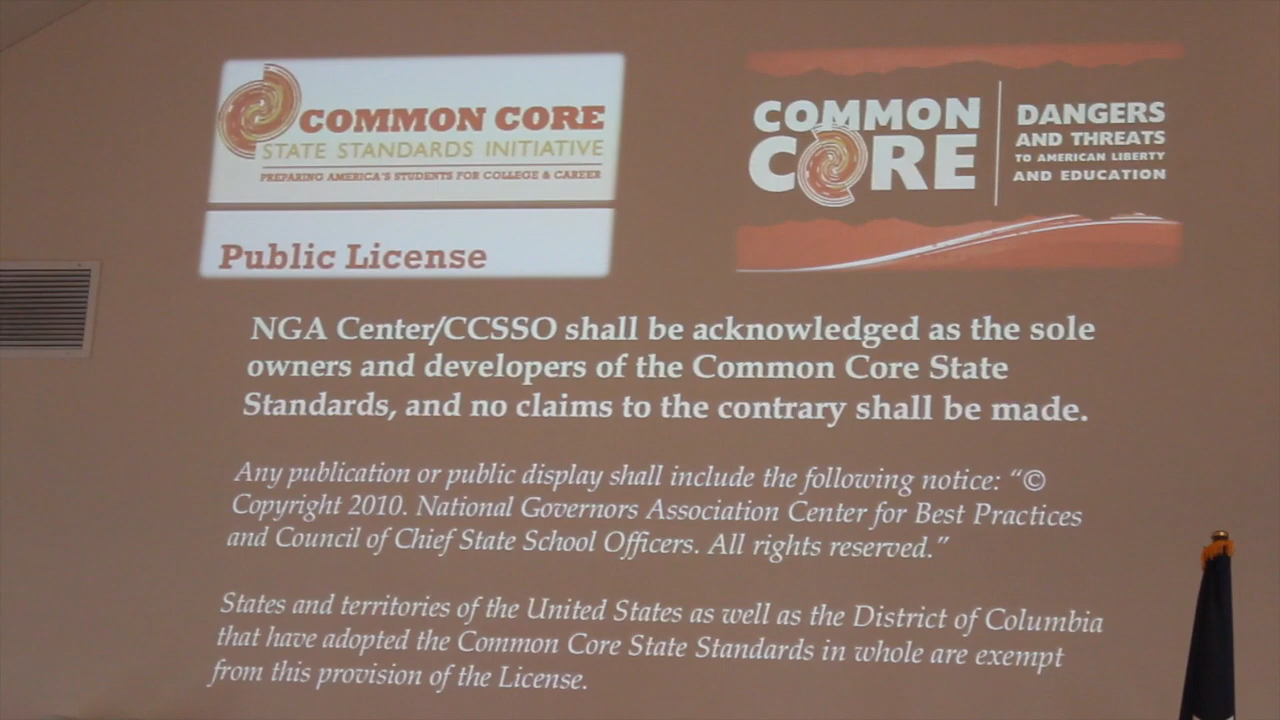 COMMON CORE
STATE STANDARDS INITIATIVE
PREPARING AMERICA'S STUDENTS FOR COLLEGE & CAREER
Public License
COMMON
CORE
DANGERS
AND THREATS
TO AMERICAN LIBERTY
AND EDUCATION
NGA Center/CCSSO shall be acknowledged as the sole
owners and developers of the Common Core State
Standards, and no claims to the contrary shall be made.
Any publication or public display shall include the following notice: “©
Copyright 2010. National Governors Association Center for Best Practices
and Council of Chief State School Officers. All rights reserved.”
States and territories of the United States as well as the District of Columbia
that have adopted the Common Core State Standards in whole are exempt
from this provision of the License.